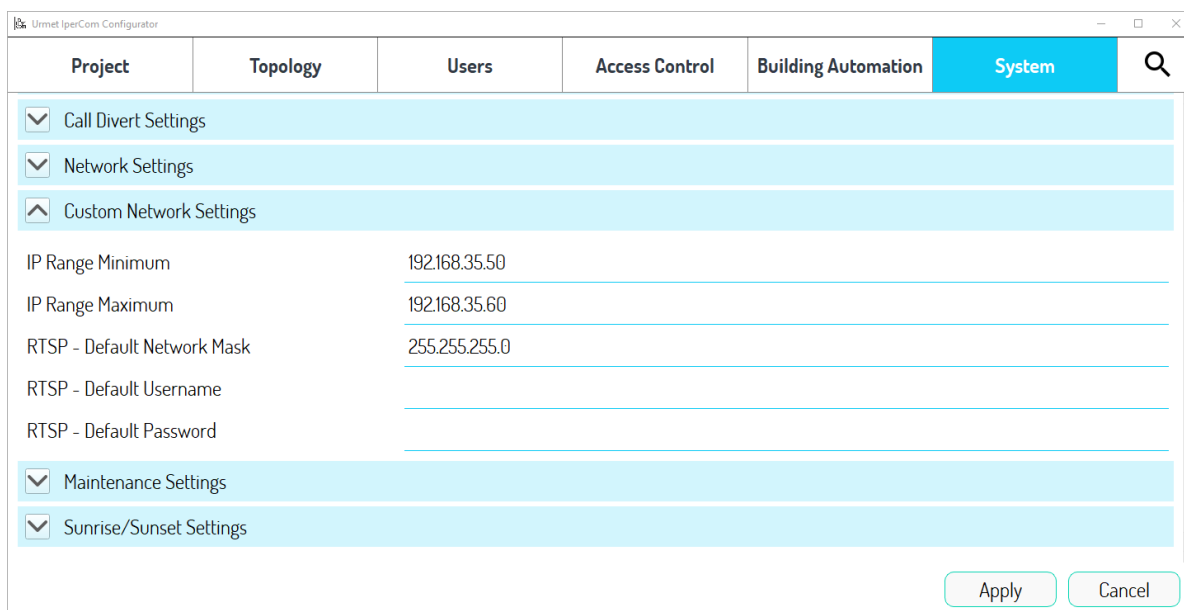 Urmet IperCom Configurator
Project Topology Users Access Control Building Automation System
Call Divert Settings
Network Settings
Custom Network Settings
IP Range Minimum 192.168.35.50
IP Range Maximum 192.168.35.60
RTSP - Default Network Mask 255.255.255.0
RTSP - Default Username
RTSP - Default Password
Maintenance Settings
Sunrise/Sunset Settings
Apply Cancel